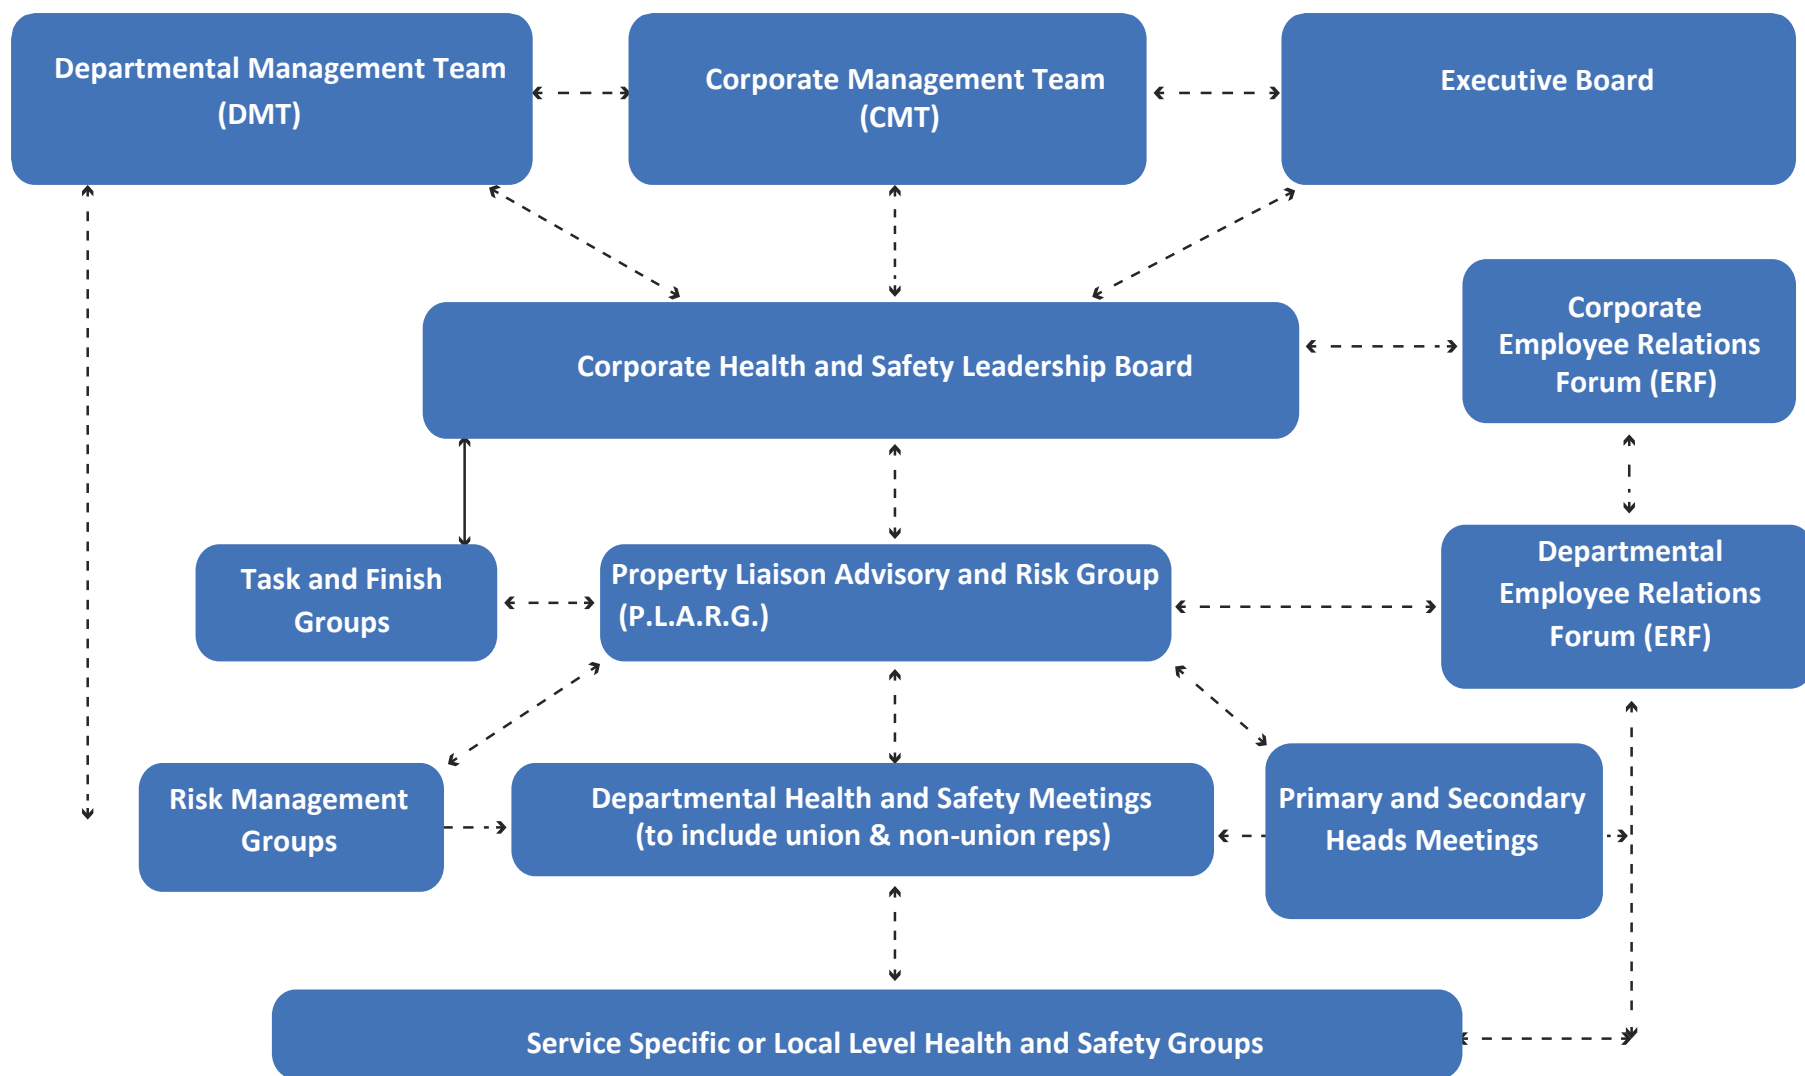 Departmental Management Team
(DMT)
Corporate Management Team
(CMT)
Executive Board
Corporate Health and Safety Leadership Board
Corporate
Employee Relations
Forum (ERF)
Task and Finish
Groups
Property Liaison Advisory and Risk Group
(P.L.A.R.G.)
Departmental
Employee Relations
Forum (ERF)
Risk Management
Groups
Departmental Health and Safety Meetings
(to include union & non-union reps)
Primary and Secondary
Heads Meetings
Service Specific or Local Level Health and Safety Groups